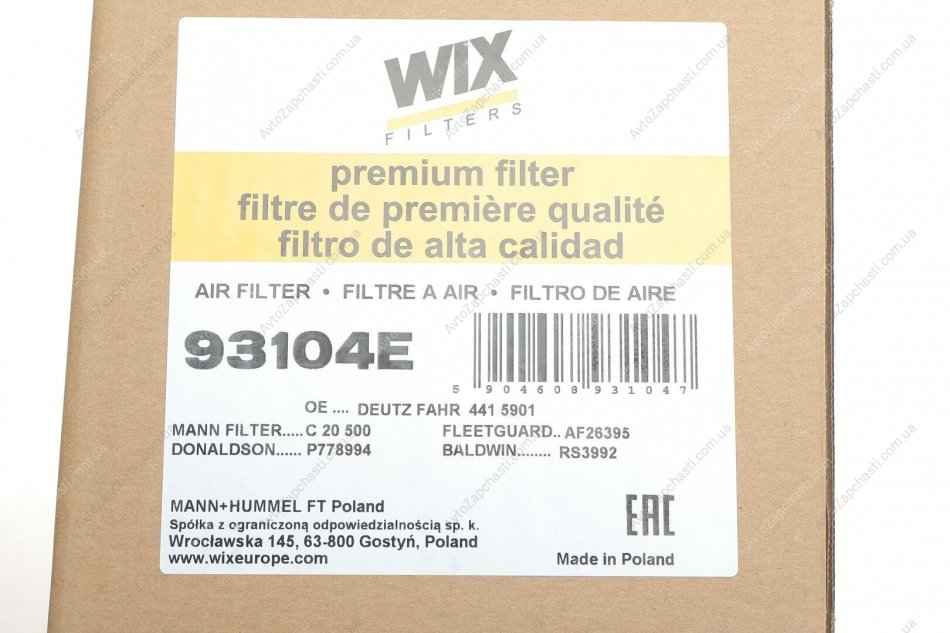 WIX
FILTERS
premium filter
filtre de première qualité
filtro de alta calidad
AIR FILTER • FILTRE A AIR • FILTRO DE AIRE
93104E
5 904608 931047
OE .... DEUTZ FAHR 441 5901
MANN FILTER.....C 20 500 FLEETGUARD.. AF26395
DONALDSON...... P778994 BALDWIN........ RS3992
MANN+HUMMEL FT Poland
Spółka z ograniczoną odpowiedzialnością sp. k.
Wrocławska 145, 63-800 Gostyń, Poland
www.wixeurope.com
EAC
Made in Poland
AvtoZapchasti.com.ua